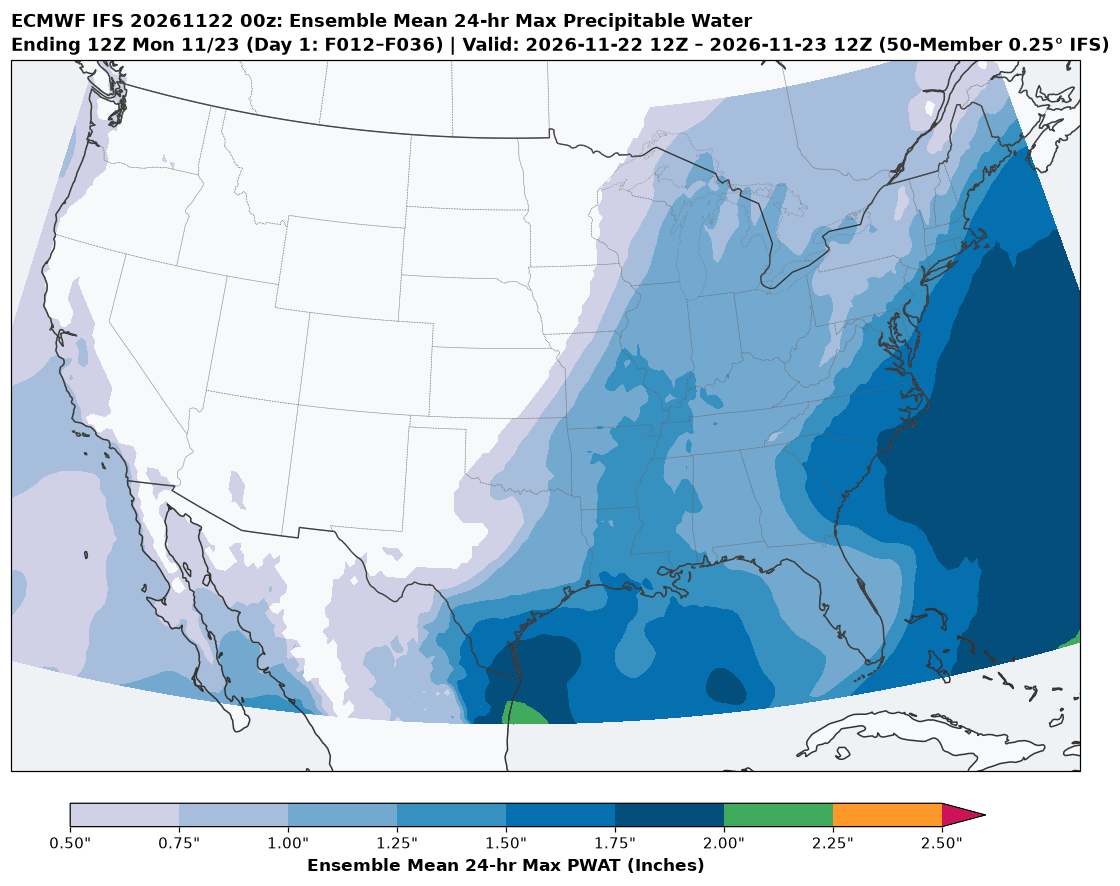 ECMWF IFS 20261122 00z: Ensemble Mean 24-hr Max Precipitable Water
Ending 12Z Mon 11/23 (Day 1: F012–F036) | Valid: 2026-11-22 12Z – 2026-11-23 12Z (50-Member 0.25° IFS)
0.50" 0.75" 1.00" 1.25" 1.50" 1.75" 2.00" 2.25" 2.50"
Ensemble Mean 24-hr Max PWAT (Inches)